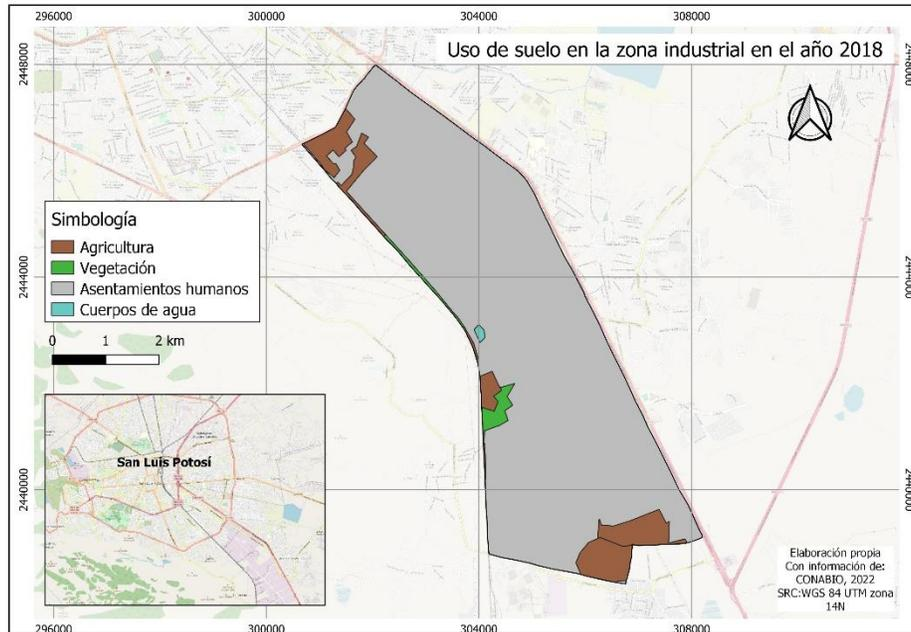 296000 300000 304000 308000
2448000 2448000
Uso de suelo en la zona industrial en el año 2018
Simbología
Agricultura
Vegetación
Asentamientos humanos
Cuerpos de agua
2444000 2444000
0 1 2 km
San Luis Potosí
2440000 2440000
Elaboración propia
Con información de:
CONABIO, 2022
SRC:WGS 84 UTM zona
14N
296000 300000 304000 308000